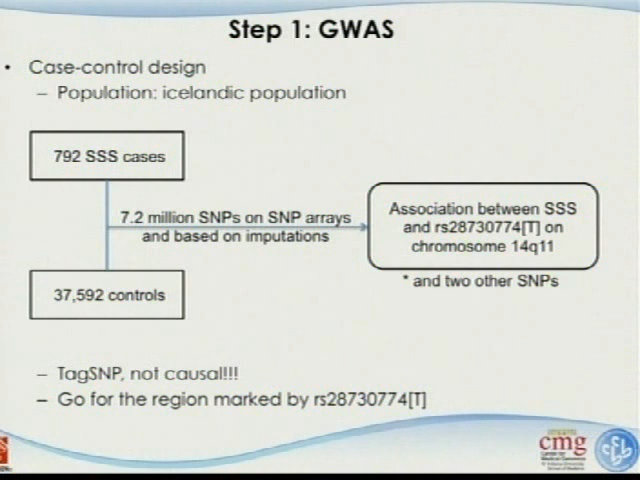 Step 1: GWAS
• Case-control design
– Population: icelandic population
792 SSS cases
7.2 million SNPs on SNP arrays
and based on imputations
Association between SSS
and rs28730774[T] on
chromosome 14q11
* and two other SNPs
37,592 controls
– TagSNP, not causal!!!
– Go for the region marked by rs28730774[T]
cmg